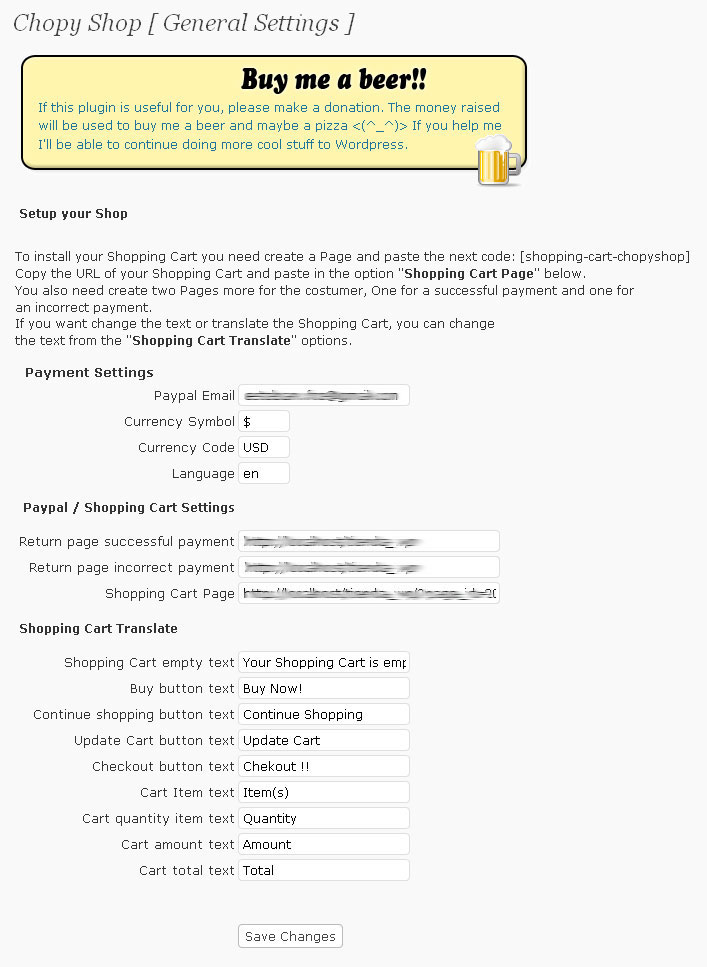 Chopy Shop [ General Settings ]
Buy me a beer!!
If this plugin is useful for you, please make a donation. The money raised
will be used to buy me a beer and maybe a pizza <(^_^)> If you help me
I'll be able to continue doing more cool stuff to Wordpress.
Setup your Shop
To install your Shopping Cart you need create a Page and paste the next code: [shopping-cart-chopyshop]
Copy the URL of your Shopping Cart and paste in the option "Shopping Cart Page" below.
You also need create two Pages more for the costumer, One for a successful payment and one for
an incorrect payment.
If you want change the text or translate the Shopping Cart, you can change
the text from the "Shopping Cart Translate" options.
Payment Settings
Paypal Email
Currency Symbol $
Currency Code USD
Language en
Paypal / Shopping Cart Settings
Return page successful payment
Return page incorrect payment
Shopping Cart Page
Shopping Cart Translate
Shopping Cart empty text Your Shopping Cart is emp
Buy button text Buy Now!
Continue shopping button text Continue Shopping
Update Cart button text Update Cart
Checkout button text Chekout !!
Cart Item text Item(s)
Cart quantity item text Quantity
Cart amount text Amount
Cart total text Total
Save Changes